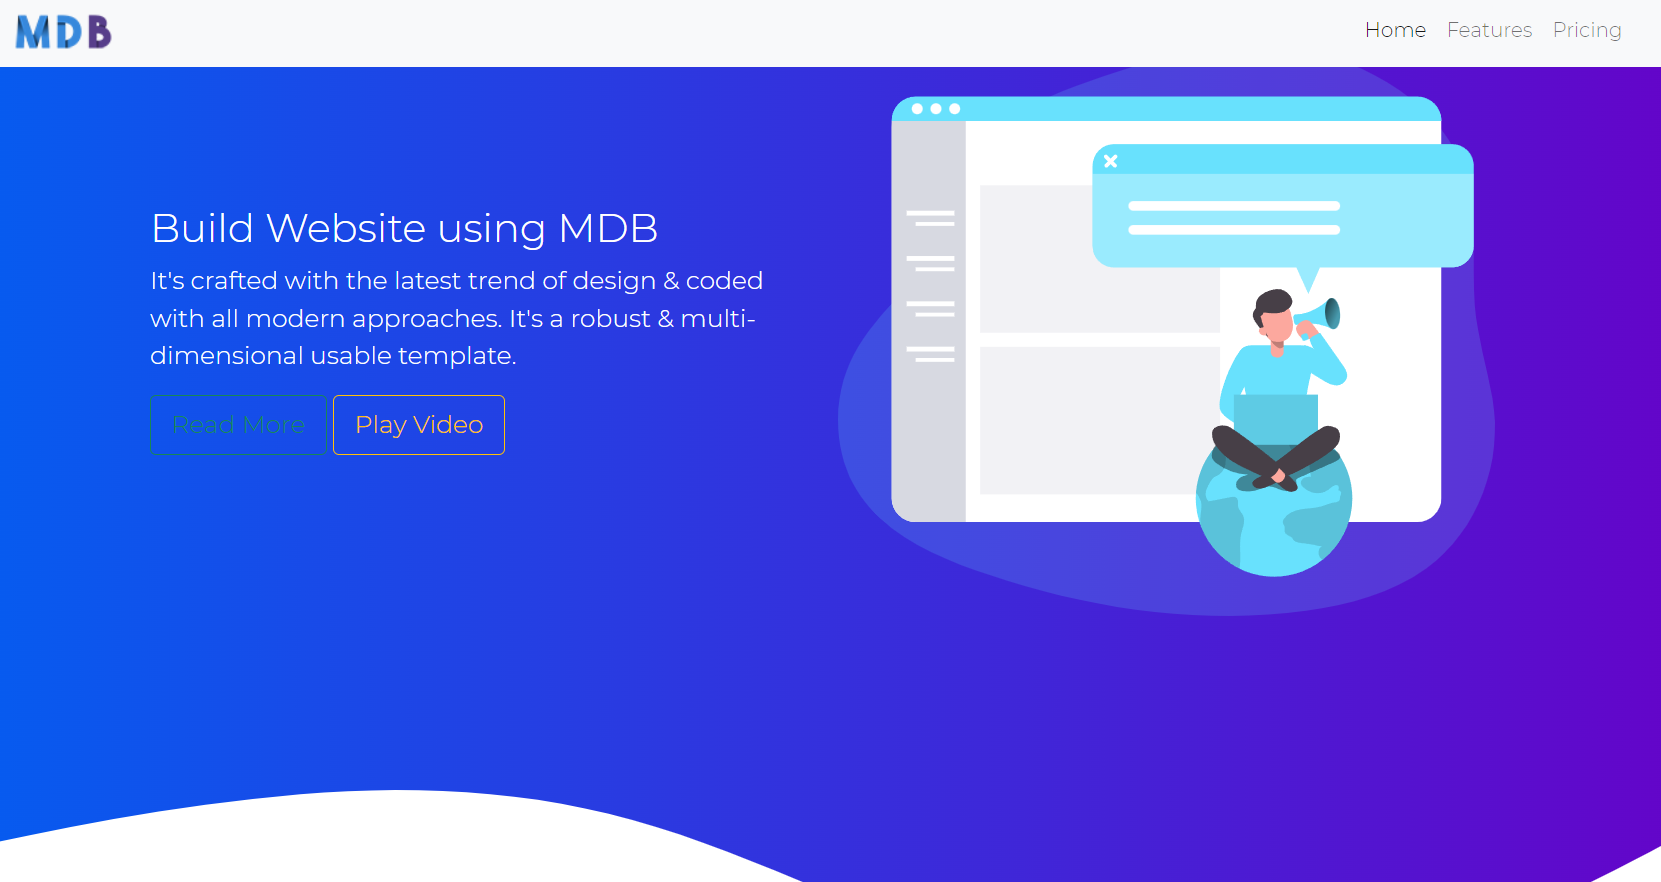 MDB
Home Features Pricing
Build Website using MDB
It's crafted with the latest trend of design & coded
with all modern approaches. It's a robust & multi-
dimensional usable template.
Read More Play Video